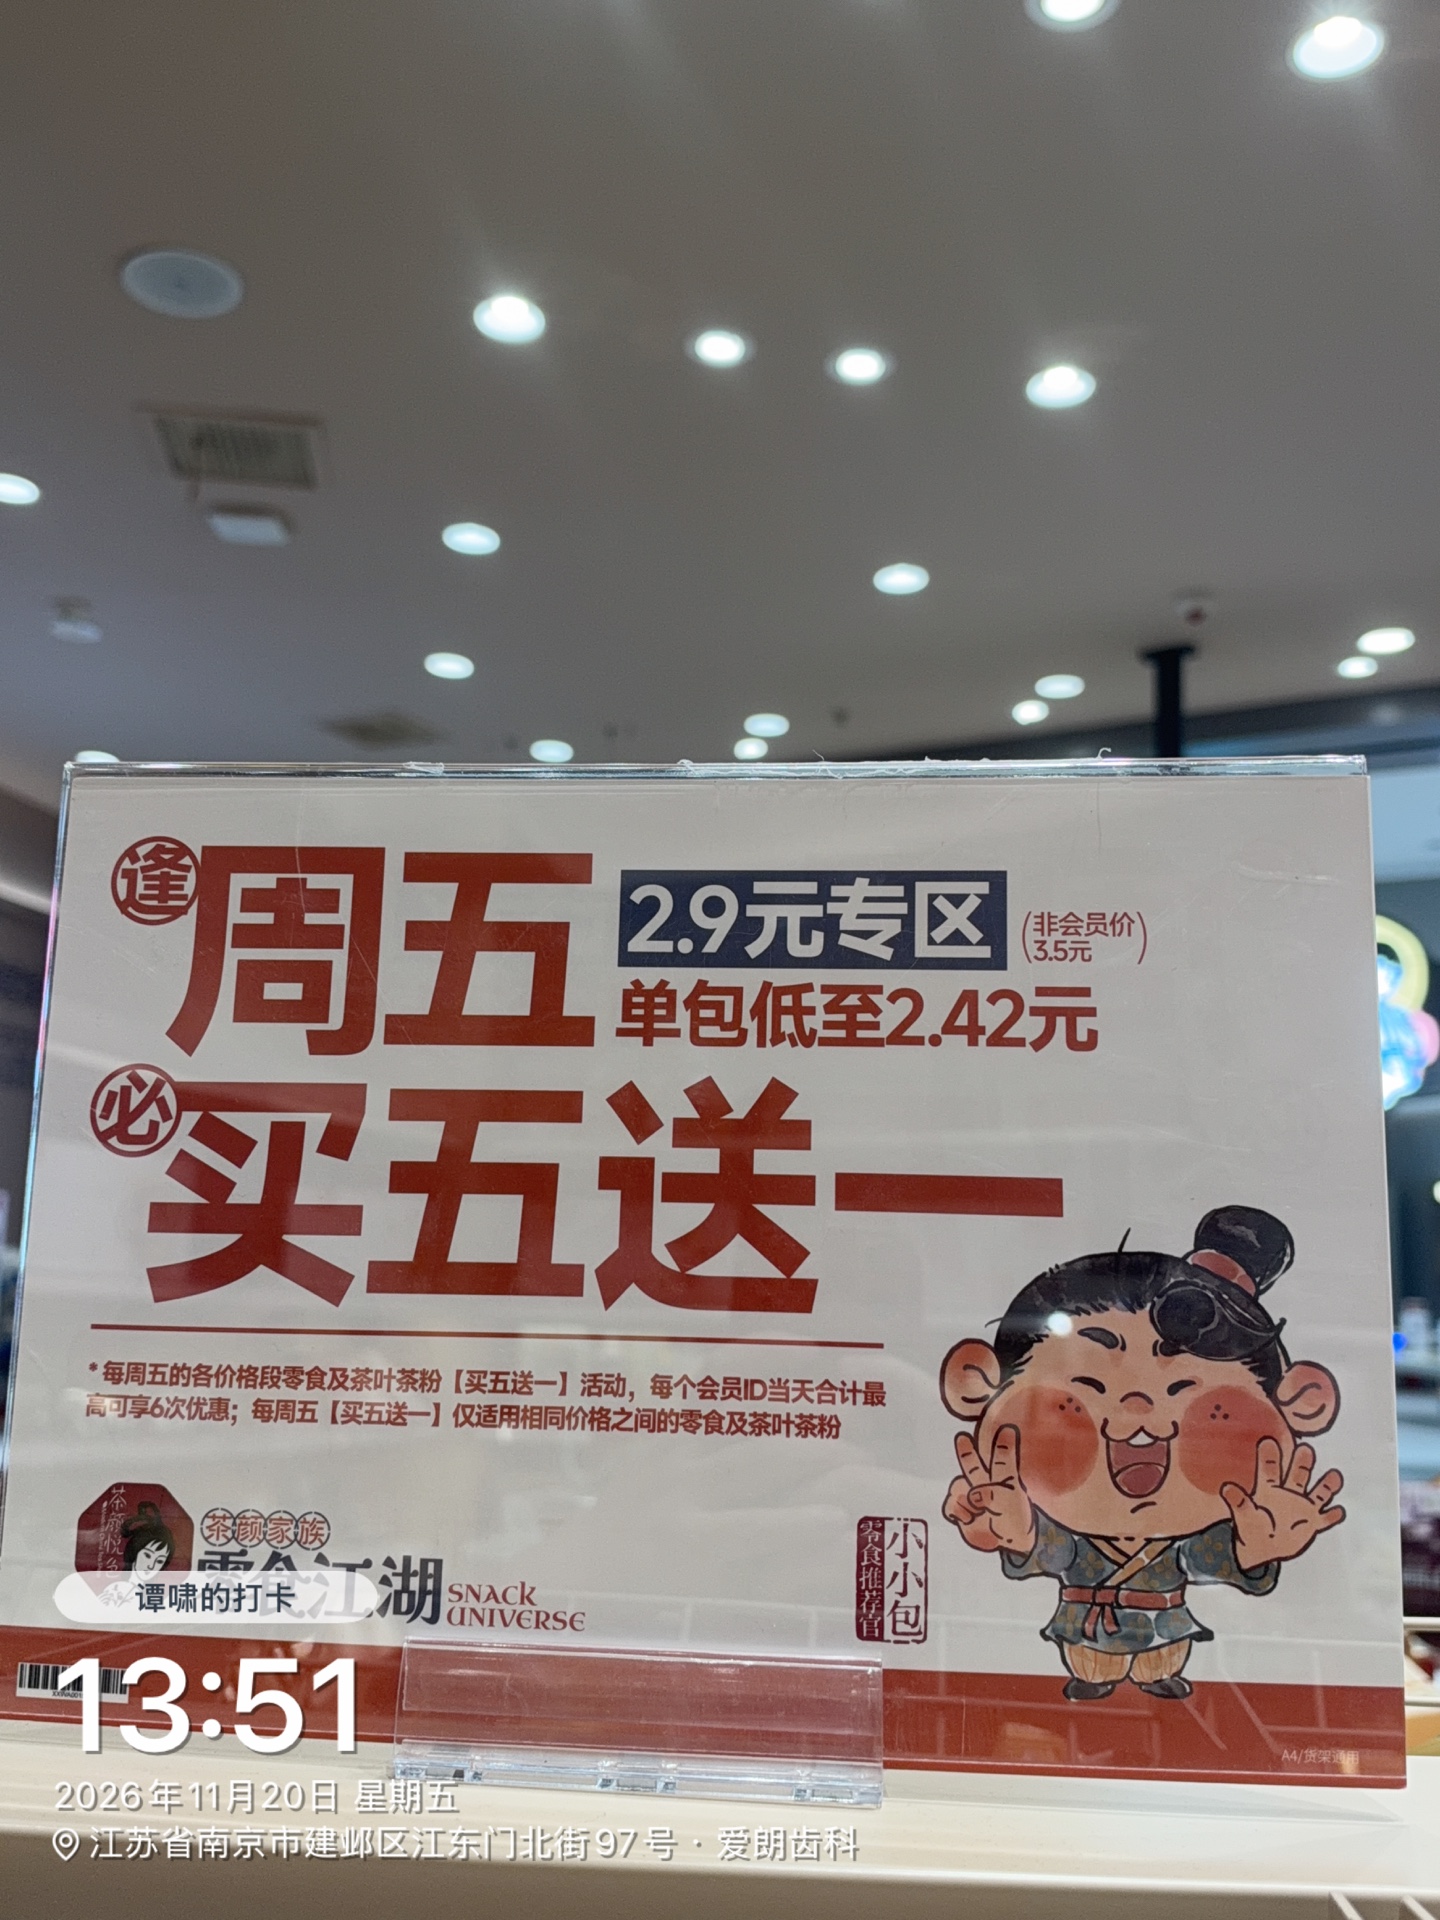 逢周五
2.9元专区
(非会员价
3.5元)
单包低至2.42元
必买五送一
*每周五的各价格段零食及茶叶茶粉【买五送一】活动，每个会员ID当天合计最
高可享6次优惠；每周五【买五送一】仅适用相同价格之间的零食及茶叶茶粉
茶颜悦色
茶颜家族
零食江湖
SNACK
UNIVERSE
小小包
零食推荐官
A4/货架通用
谭啸的打卡
13:51
2026年11月20日 星期五
江苏省南京市建邺区江东门北街97号·爱朗齿科